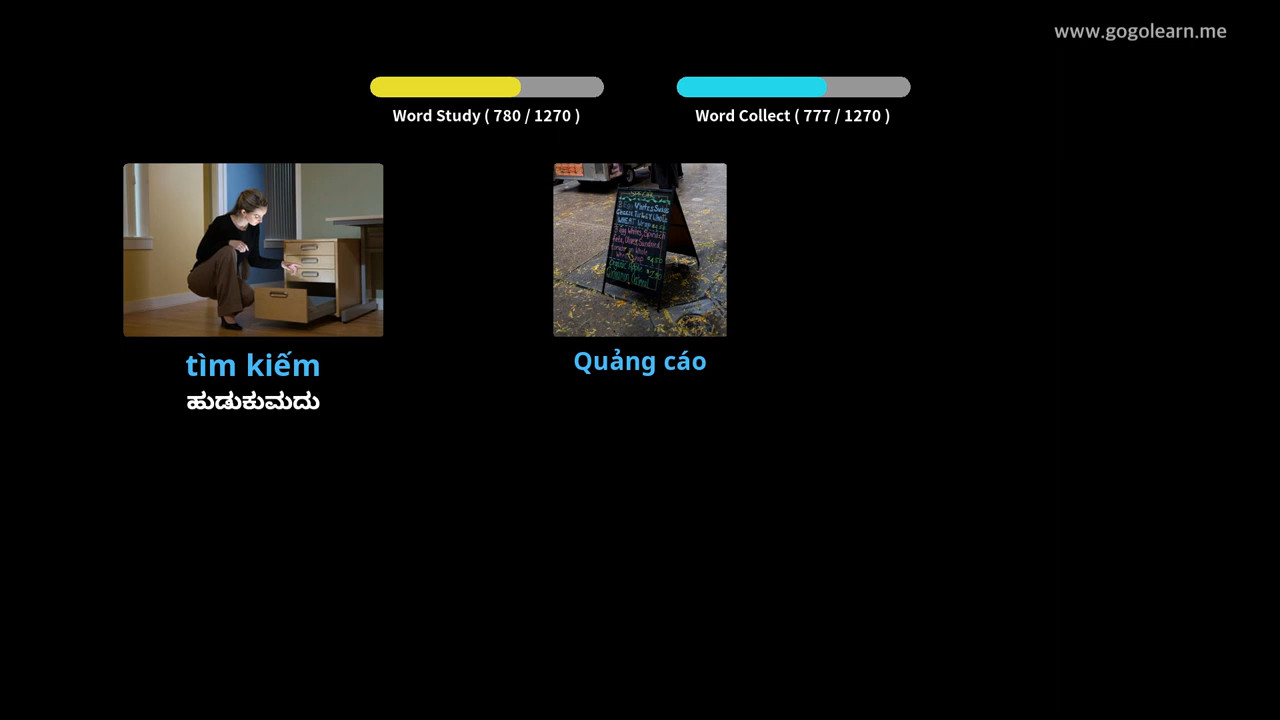 www.gogolearn.me
Word Study ( 780 / 1270 )
Word Collect ( 777 / 1270 )
tìm kiếm
ಹುಡುಕುಮದು
Quảng cáo